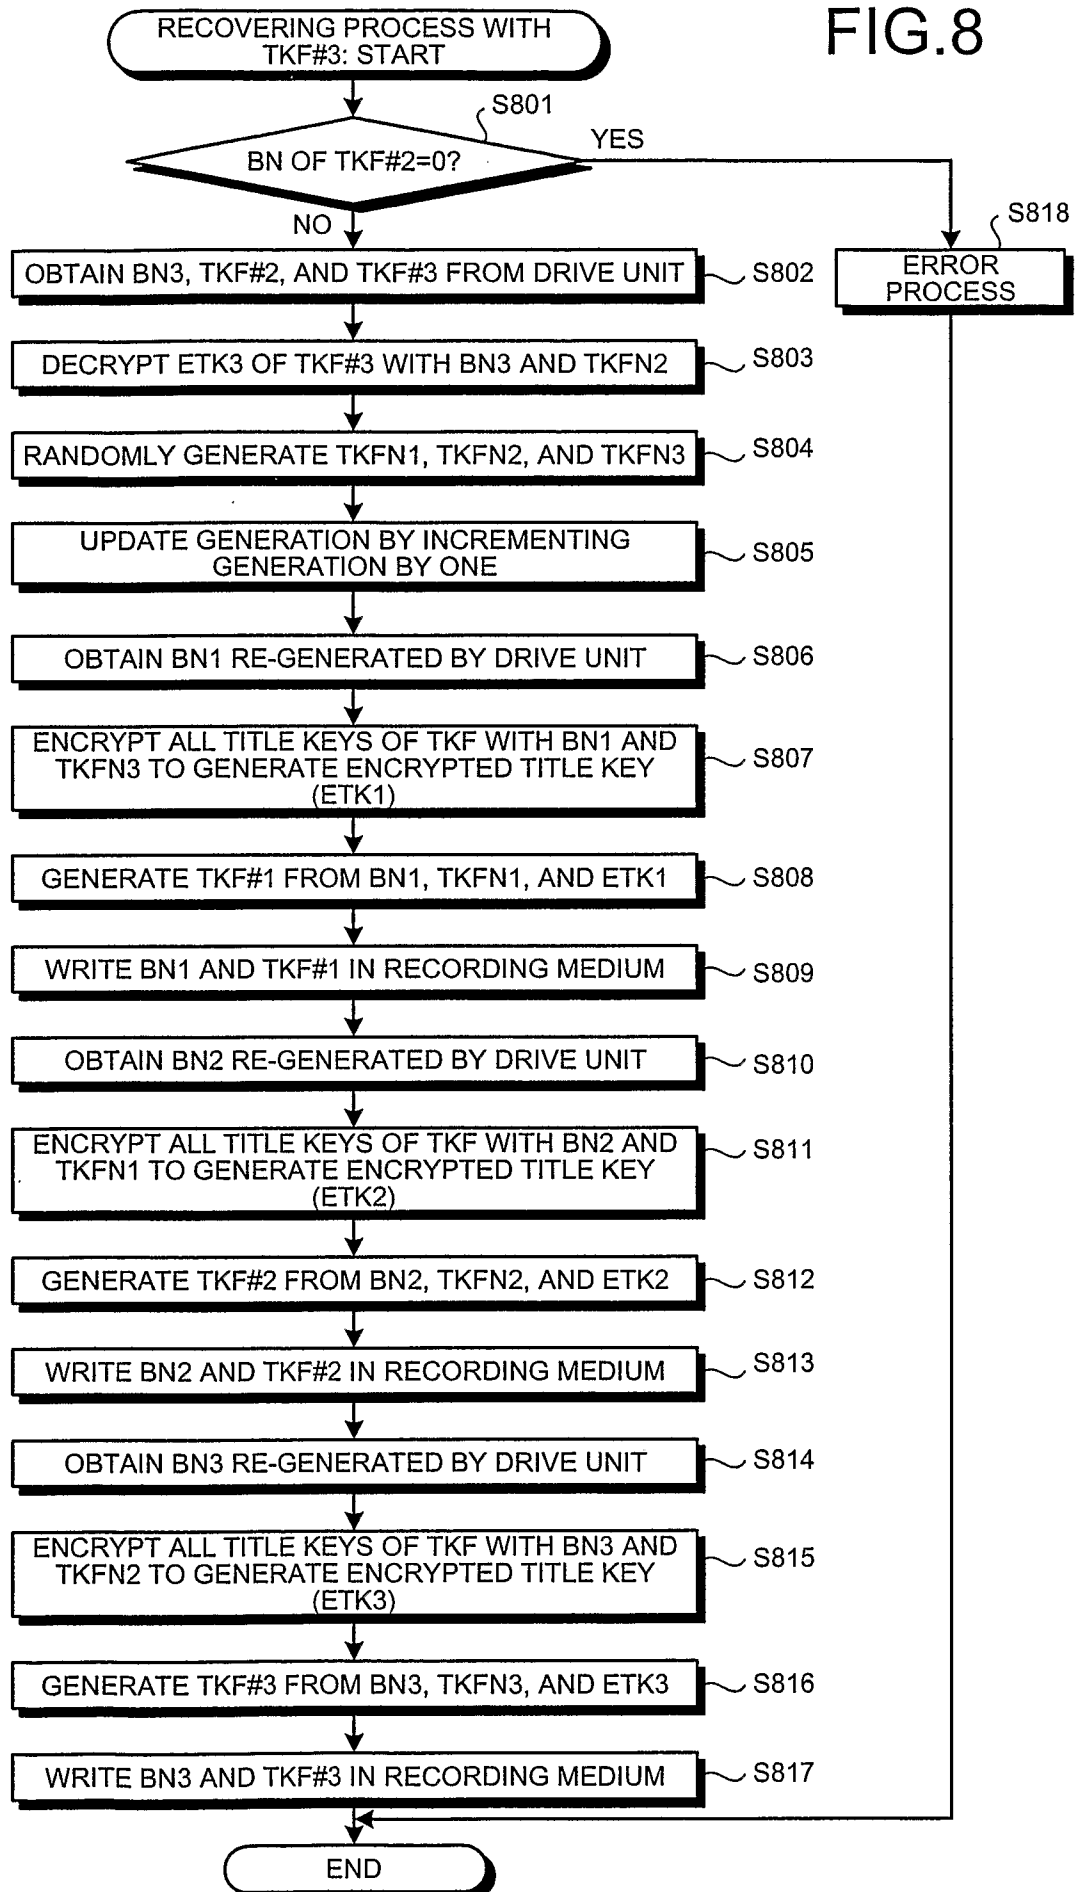 FIG.8
RECOVERING PROCESS WITH
TKF#3: START
S801
BN OF TKF#2=0?
YES
NO
S818
ERROR
PROCESS
OBTAIN BN3, TKF#2, AND TKF#3 FROM DRIVE UNIT
S802
DECRYPT ETK3 OF TKF#3 WITH BN3 AND TKFN2
S803
RANDOMLY GENERATE TKFN1, TKFN2, AND TKFN3
S804
UPDATE GENERATION BY INCREMENTING
GENERATION BY ONE
S805
OBTAIN BN1 RE-GENERATED BY DRIVE UNIT
S806
ENCRYPT ALL TITLE KEYS OF TKF WITH BN1 AND
TKFN3 TO GENERATE ENCRYPTED TITLE KEY
(ETK1)
S807
GENERATE TKF#1 FROM BN1, TKFN1, AND ETK1
S808
WRITE BN1 AND TKF#1 IN RECORDING MEDIUM
S809
OBTAIN BN2 RE-GENERATED BY DRIVE UNIT
S810
ENCRYPT ALL TITLE KEYS OF TKF WITH BN2 AND
TKFN1 TO GENERATE ENCRYPTED TITLE KEY
(ETK2)
S811
GENERATE TKF#2 FROM BN2, TKFN2, AND ETK2
S812
WRITE BN2 AND TKF#2 IN RECORDING MEDIUM
S813
OBTAIN BN3 RE-GENERATED BY DRIVE UNIT
S814
ENCRYPT ALL TITLE KEYS OF TKF WITH BN3 AND
TKFN2 TO GENERATE ENCRYPTED TITLE KEY
(ETK3)
S815
GENERATE TKF#3 FROM BN3, TKFN3, AND ETK3
S816
WRITE BN3 AND TKF#3 IN RECORDING MEDIUM
S817
END